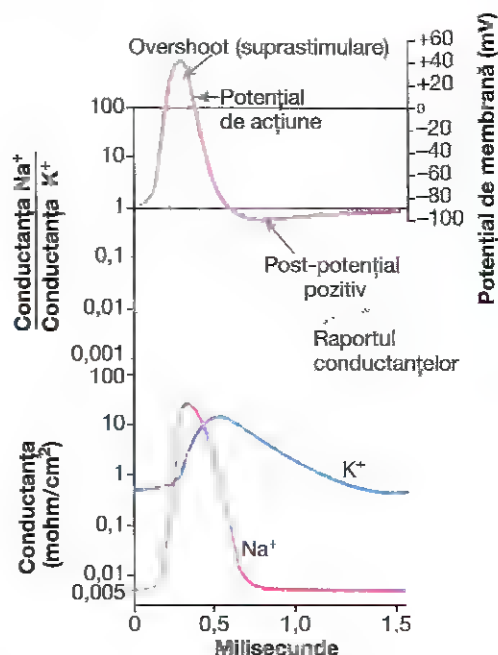 Overshoot (suprastimulare)
Potențial
de acțiune
Post-potențial
pozitiv
Raportul
conductanțelor
Conductanța Na⁺
Conductanța K⁺
100
10
1
0,1
0,01
0,001
+60
+40
+20
0
−20
−40
−60
−80
−100
Potențial de membrană (mV)
Conductanța
(mohm/cm²)
100
10
1
0,1
0,01
0,005
K⁺
Na⁺
0
0,5
1,0
1,5
Milisecunde